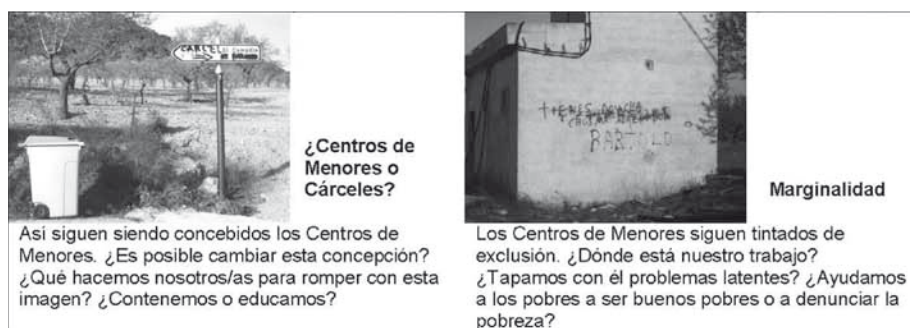 CARCEL
¿Centros de
Menores o
Cárceles?
Así siguen siendo concebidos los Centros de
Menores. ¿Es posible cambiar esta concepción?
¿Qué hacemos nosotros/as para romper con esta
imagen? ¿Contenemos o educamos?
BARTOLO
Marginalidad
Los Centros de Menores siguen tintados de
exclusión. ¿Dónde está nuestro trabajo?
¿Tapamos con él problemas latentes? ¿Ayudamos
a los pobres a ser buenos pobres o a denunciar la
pobreza?